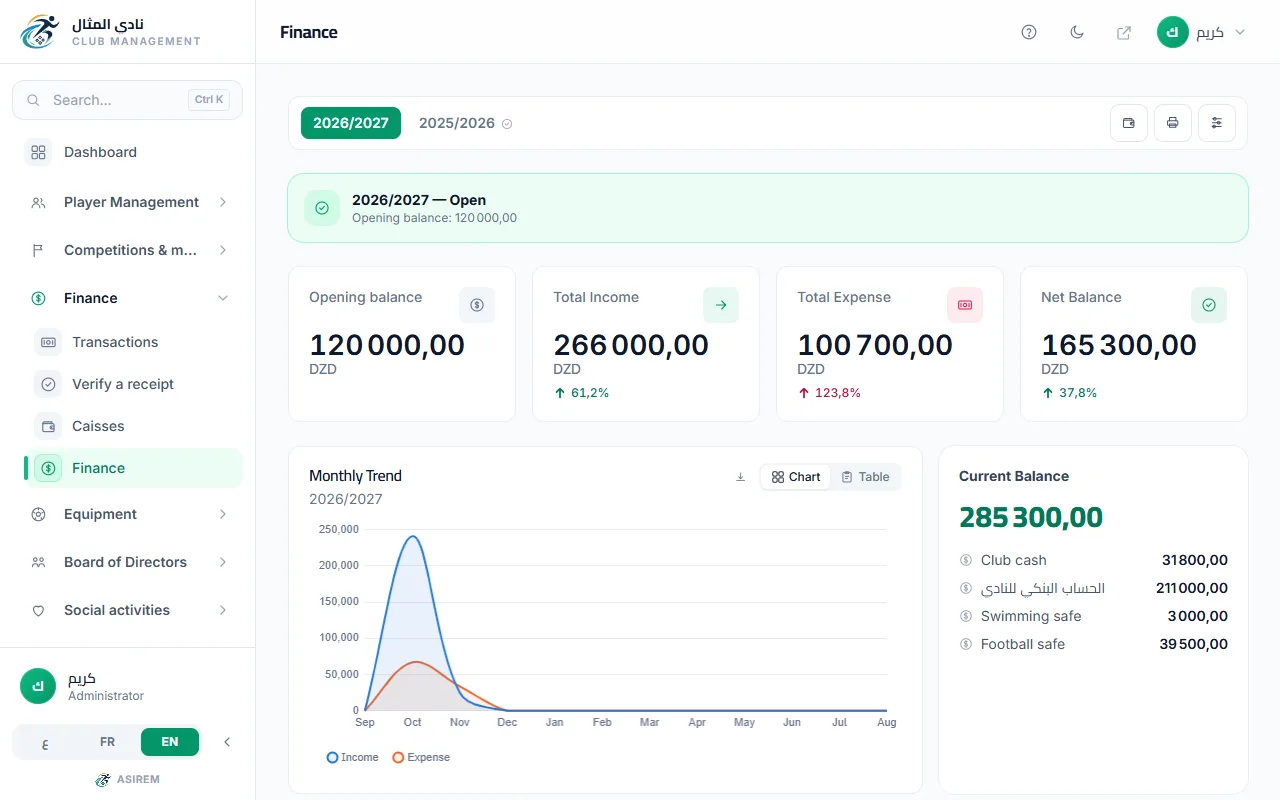 نادي المثال
CLUB MANAGEMENT
Search...
Ctrl K
Dashboard
Player Management
Competitions & m...
Finance
Transactions
Verify a receipt
Caisses
Finance
Equipment
Board of Directors
Social activities
ك
كريم
Administrator
ع
FR
EN
ASIREM
Finance
ك
كريم
2026/2027
2025/2026
2026/2027 — Open
Opening balance: 120 000,00
Opening balance
120 000,00
DZD
Total Income
266 000,00
DZD
61,2%
Total Expense
100 700,00
DZD
123,8%
Net Balance
165 300,00
DZD
37,8%
Monthly Trend
2026/2027
Chart
Table
250,000
200,000
150,000
100,000
50,000
0
Sep Oct Nov Dec Jan Feb Mar Apr May Jun Jul Aug
Income
Expense
Current Balance
285 300,00
Club cash 31 800,00
الحساب البنكي للنادي 211 000,00
Swimming safe 3 000,00
Football safe 39 500,00